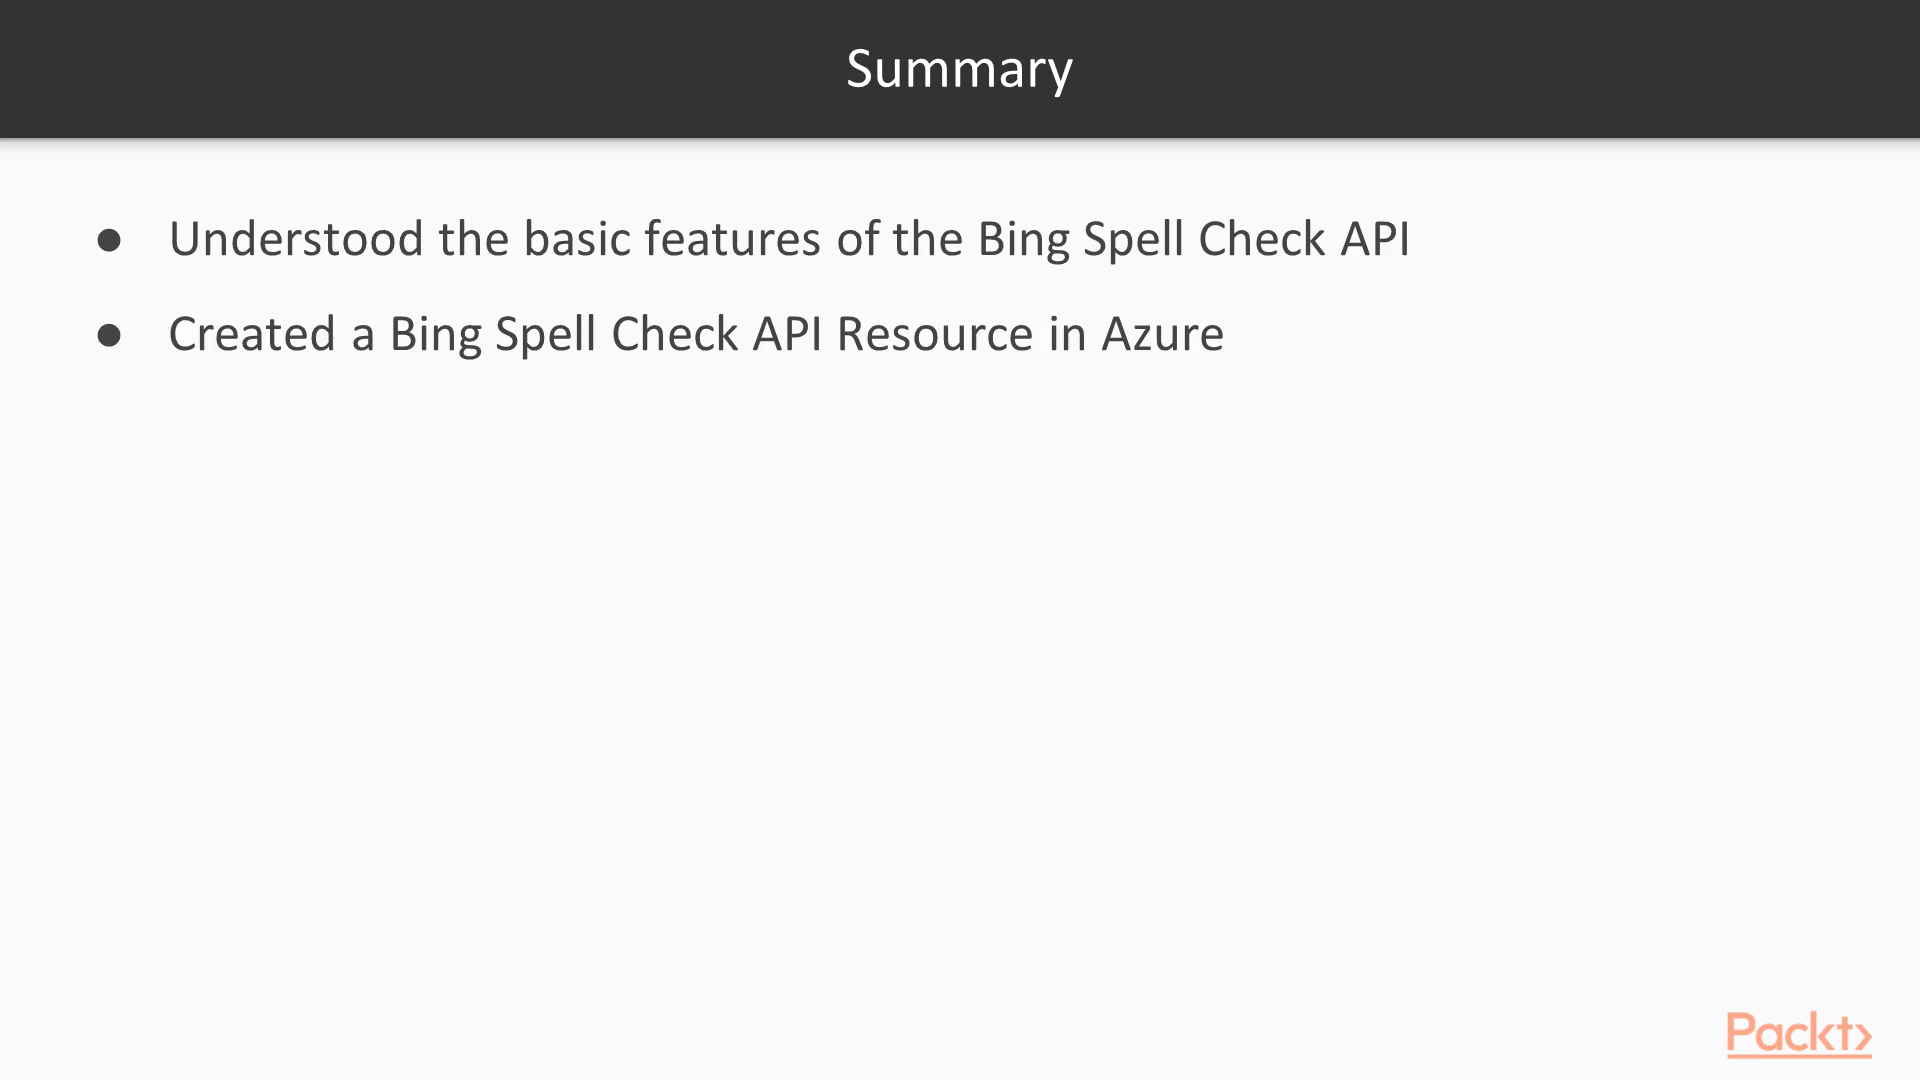 Summary
● Understood the basic features of the Bing Spell Check API
● Created a Bing Spell Check API Resource in Azure
Packt>